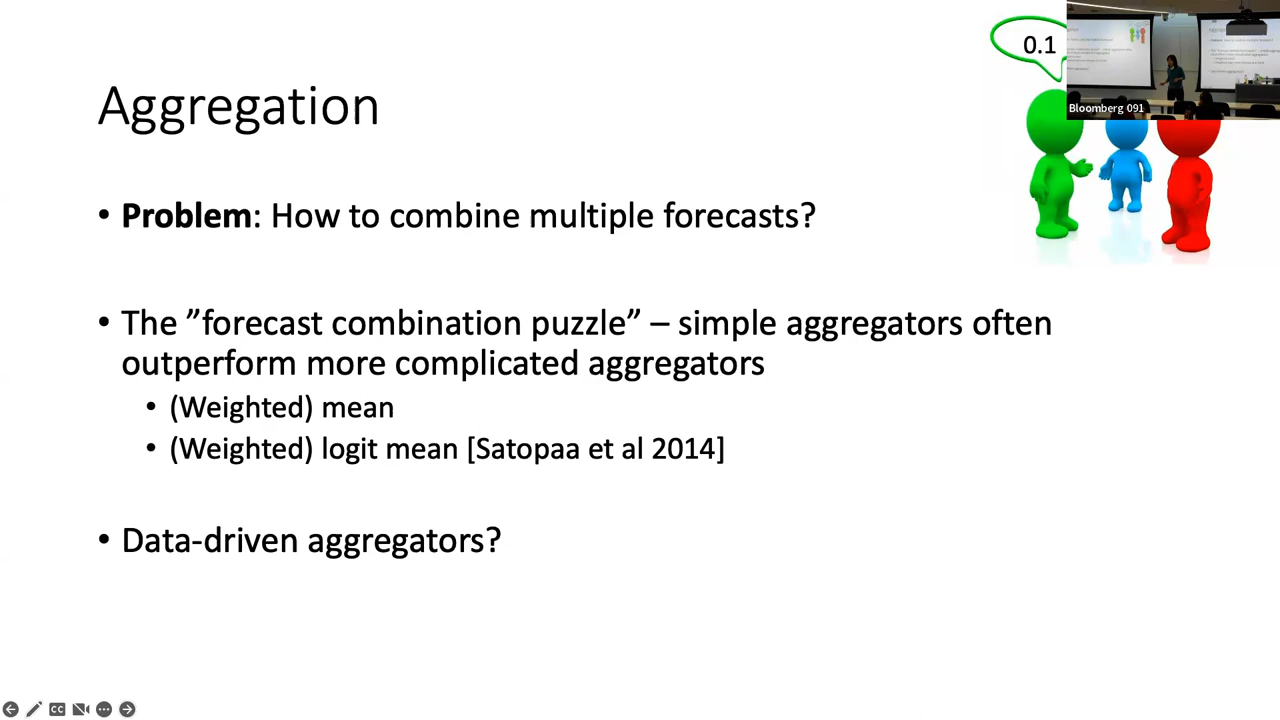 0.1
Bloomberg 091
Aggregation
• Problem: How to combine multiple forecasts?
• The ”forecast combination puzzle” – simple aggregators often
outperform more complicated aggregators
• (Weighted) mean
• (Weighted) logit mean [Satopaa et al 2014]
• Data-driven aggregators?
CC